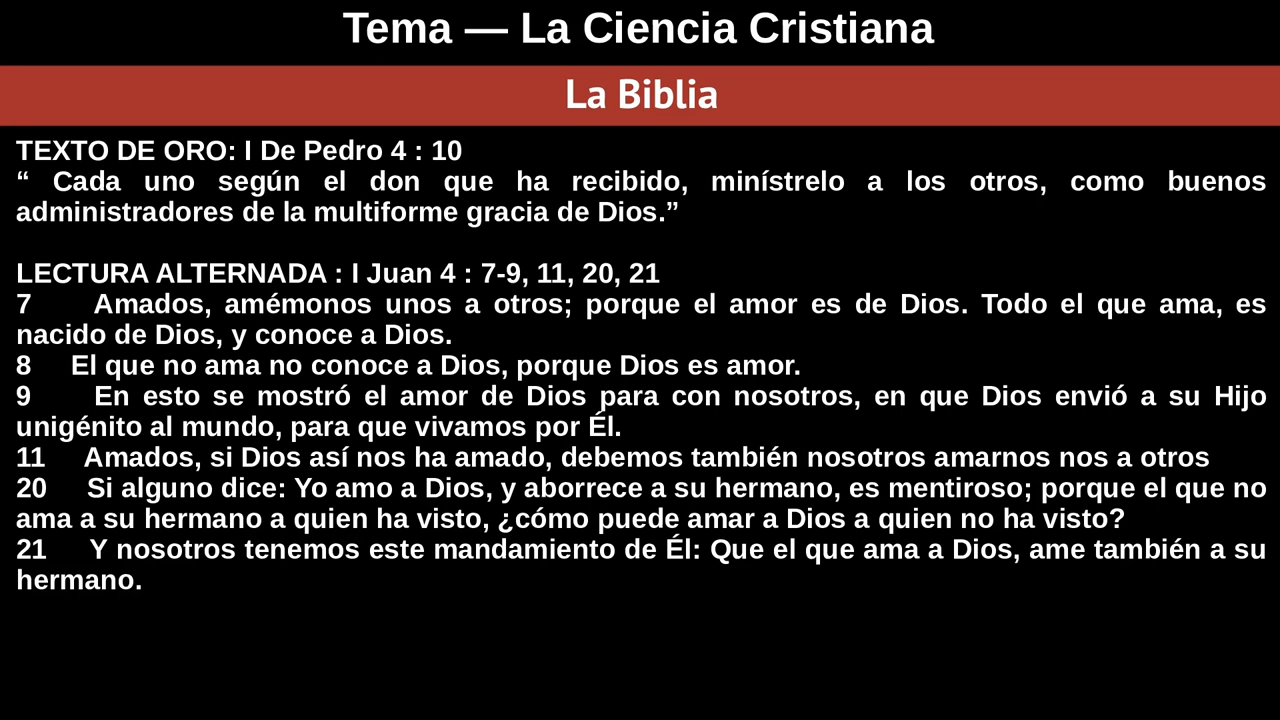 Tema — La Ciencia Cristiana
La Biblia
TEXTO DE ORO: I De Pedro 4 : 10
“ Cada uno según el don que ha recibido, minístrelo a los otros, como buenos
administradores de la multiforme gracia de Dios.”
LECTURA ALTERNADA : I Juan 4 : 7-9, 11, 20, 21
7 Amados, amémonos unos a otros; porque el amor es de Dios. Todo el que ama, es
nacido de Dios, y conoce a Dios.
8 El que no ama no conoce a Dios, porque Dios es amor.
9 En esto se mostró el amor de Dios para con nosotros, en que Dios envió a su Hijo
unigénito al mundo, para que vivamos por Él.
11 Amados, si Dios así nos ha amado, debemos también nosotros amarnos nos a otros
20 Si alguno dice: Yo amo a Dios, y aborrece a su hermano, es mentiroso; porque el que no
ama a su hermano a quien ha visto, ¿cómo puede amar a Dios a quien no ha visto?
21 Y nosotros tenemos este mandamiento de Él: Que el que ama a Dios, ame también a su
hermano.